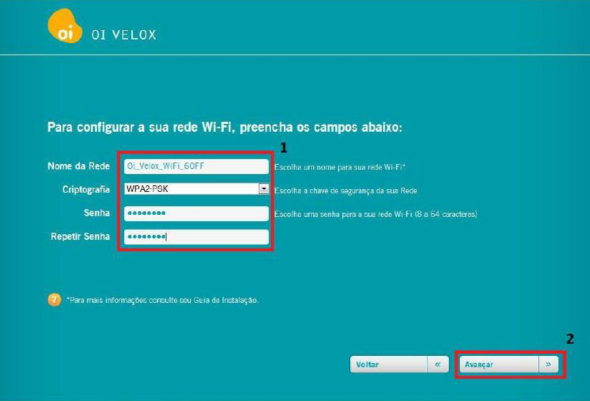 oi OI VELOX
Para configurar a sua rede Wi-Fi, preencha os campos abaixo:
1
Nome da Rede Oi_Velox_WiFi_60FF Escolha um nome para sua rede Wi-Fi*
Criptografia WPA2-PSK Escolha a chave de segurança da sua Rede
Senha •••••••• Escolha uma senha para a sua rede Wi-Fi (8 a 64 caracteres)
Repetir Senha ••••••••
? *Para mais informações consulte seu Guia de Instalação.
2
Voltar « Avançar »